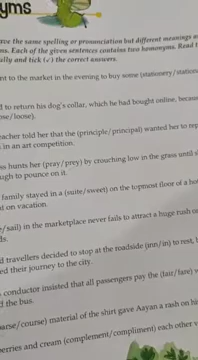 yms
ve the same spelling or pronunciation but different meanings a
ns. Each of the given sentences contains two homonyms. Read t
ally and tick (✓) the correct answers.
nt to the market in the evening to buy some (stationery/station
d to return his dog's collar, which he had bought online, becaus
ose/loose).
eacher told her that the (principle/principal) wanted her to rep
in an art competition.
ss hunts her (pray/prey) by crouching low in the grass until s
ugh to pounce on it.
family stayed in a (suite/sweet) on the topmost floor of a ho
t on vacation.
e/sail) in the marketplace never fails to attract a huge rush o
ds.
d travellers decided to stop at the roadside (inn/in) to rest, b
ed their journey to the city.
conductor insisted that all passengers pay the (fair/fare) w
d the bus.
oarse/course) material of the shirt gave Aayan a rash on hi
berries and cream (complement/compliment) each other v